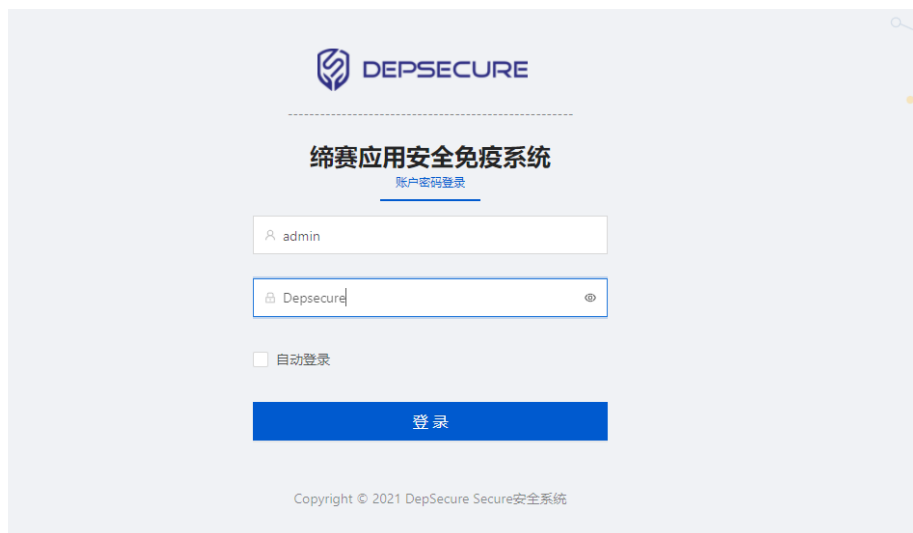 DEPSECURE
缔赛应用安全免疫系统
账户密码登录
admin
Depsecure
自动登录
登 录
Copyright © 2021 DepSecure Secure安全系统